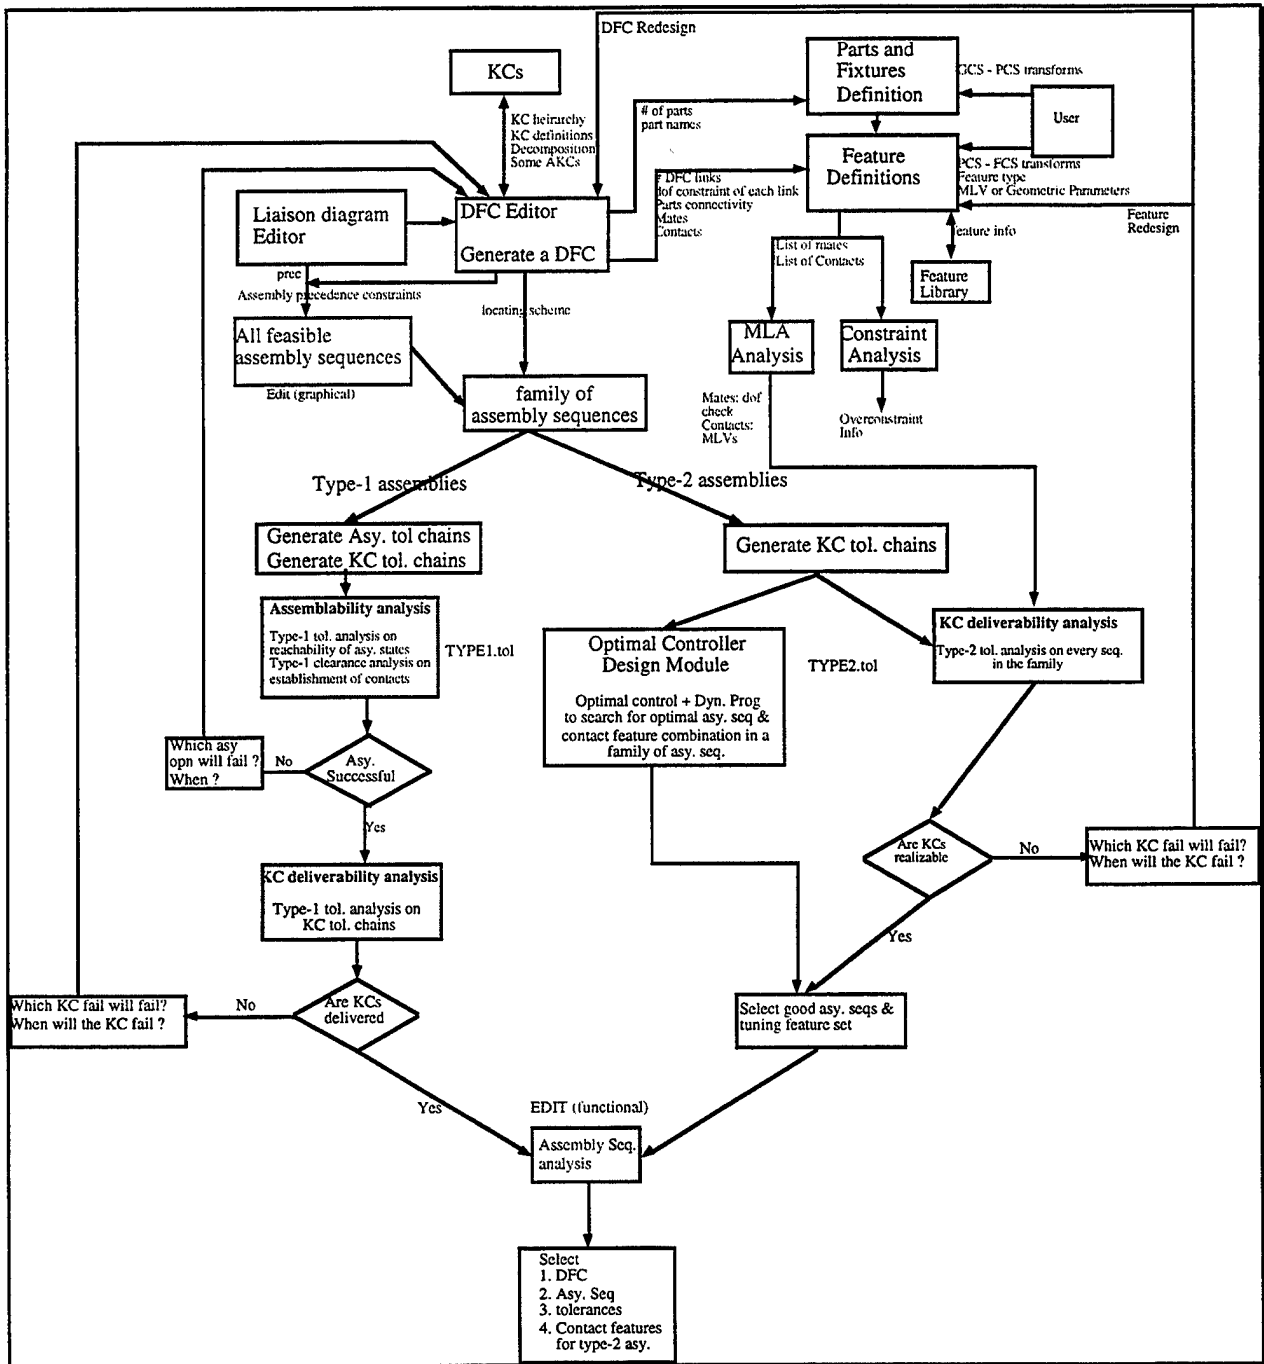 DFC Redesign
KCs
Parts and
Fixtures
Definition
GCS - PCS transforms
User
KC heirarchy
KC definitions
Decomposition
Some AKCs
# of parts
part names
Feature
Definitions
PCS - FCS transforms
Feature type
MLV or Geometric Parameters
# DFC links
dof constraint of each link
Parts connectivity
Mates
Contacts
Liaison diagram
Editor
DFC Editor
Generate a DFC
Feature
Redesign
feature info
Feature
Library
List of mates
List of Contacts
prec
Assembly precedence constraints
locating scheme
All feasible
assembly sequences
Edit (graphical)
MLA
Analysis
Constraint
Analysis
family of
assembly sequences
Mates: dof
check
Contacts:
MLVs
Overconstraint
Info
Type-1 assemblies
Type-2 assemblies
Generate Asy. tol chains
Generate KC tol. chains
Generate KC tol. chains
Assemblability analysis
Type-1 tol. analysis on
reachability of asy. states
Type-1 clearance analysis on
establishment of contacts
TYPE1.tol
Optimal Controller
Design Module
Optimal control + Dyn. Prog
to search for optimal asy. seq &
contact feature combination in a
family of asy. seq.
TYPE2.tol
KC deliverability analysis
Type-2 tol. analysis on every seq.
in the family
Which asy
opn will fail ?
When ?
No
Asy.
Successful
Yes
Are KCs
realizable
No
Which KC fail will fail?
When will the KC fail ?
KC deliverability analysis
Type-1 tol. analysis on
KC tol. chains
Yes
Which KC fail will fail?
When will the KC fail ?
No
Are KCs
delivered
Select good asy. seqs &
tuning feature set
Yes
EDIT (functional)
Assembly Seq.
analysis
Select
1. DFC
2. Asy. Seq
3. tolerances
4. Contact features
for type-2 asy.